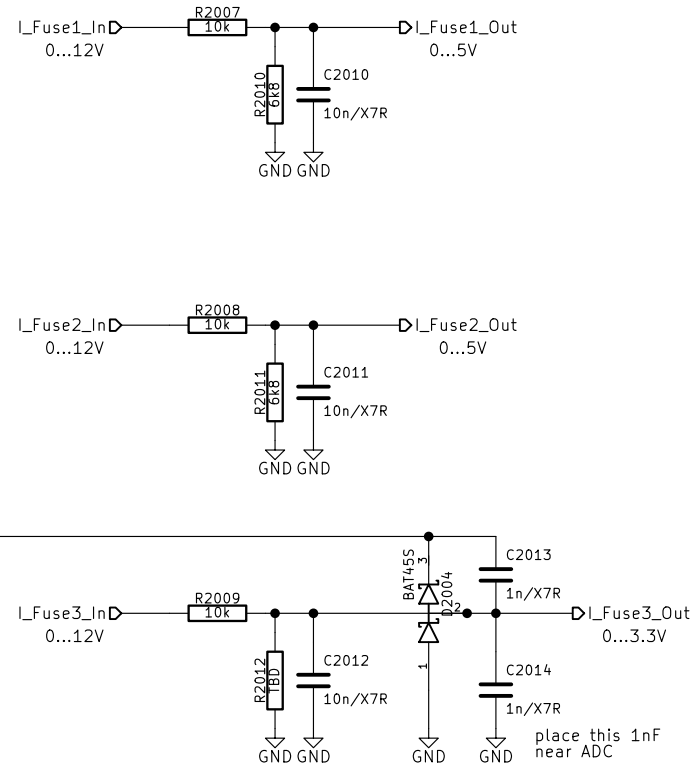 R2007
I_Fuse1_In
10k
I_Fuse1_Out
0...12V
0...5V
R2010
6k8
C2010
10n/X7R
GND GND
R2008
I_Fuse2_In
10k
I_Fuse2_Out
0...12V
0...5V
R2011
6k8
C2011
10n/X7R
GND GND
BAT45S
3
C2013
1n/X7R
D2004
2
R2009
I_Fuse3_In
10k
I_Fuse3_Out
0...12V
0...3.3V
R2012
TBD
C2012
10n/X7R
1
C2014
1n/X7R
GND GND
GND
GND
place this 1nF
near ADC